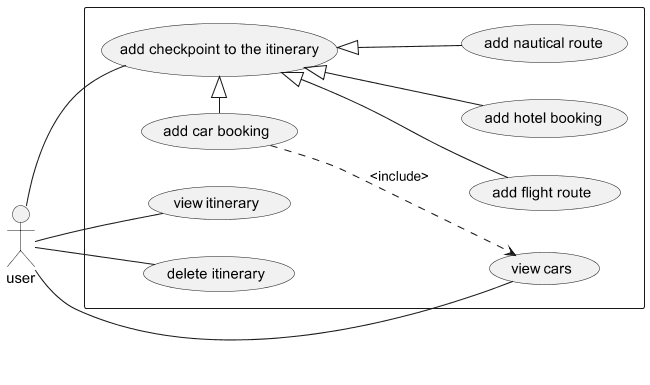 add checkpoint to the itinerary
add nautical route
add hotel booking
add car booking
<include>
add flight route
view itinerary
view cars
delete itinerary
user